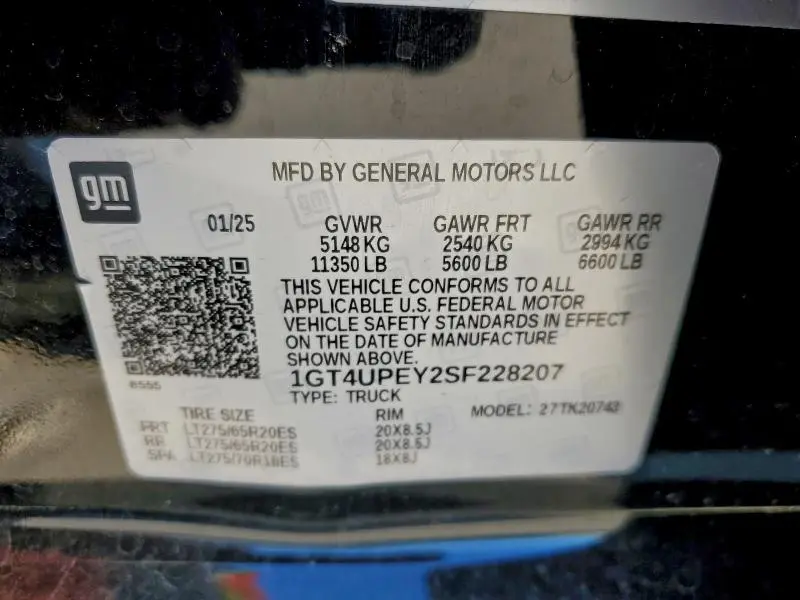 gm
MFD BY GENERAL MOTORS LLC
01/25 GVWR GAWR FRT GAWR RR
5148 KG 2540 KG 2994 KG
11350 LB 5600 LB 6600 LB
THIS VEHICLE CONFORMS TO ALL
APPLICABLE U.S. FEDERAL MOTOR
VEHICLE SAFETY STANDARDS IN EFFECT
ON THE DATE OF MANUFACTURE
SHOWN ABOVE.
1GT4UPEY2SF228207
TYPE: TRUCK
MODEL: 27TK20743
TIRE SIZE RIM
FRT LT275/65R20ES 20X8.5J
RR LT275/65R20ES 20X8.5J
SPA LT275/70R18ES 18X8J